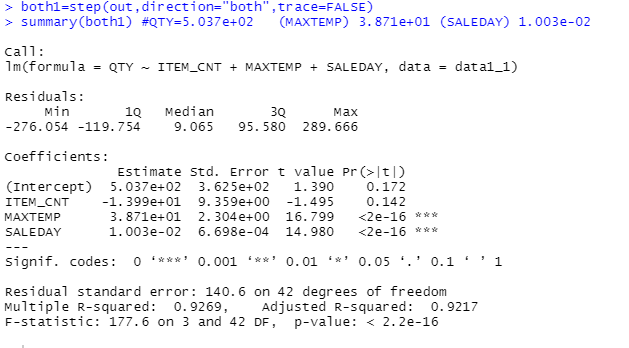 > both1=step(out,direction="both",trace=FALSE)
> summary(both1) #QTY=5.037e+02   (MAXTEMP) 3.871e+01 (SALEDAY) 1.003e-02
Call:
lm(formula = QTY ~ ITEM_CNT + MAXTEMP + SALEDAY, data = data1_1)
Residuals:
     Min       1Q   Median       3Q      Max
-276.054 -119.754    9.065   95.580  289.666
Coefficients:
              Estimate Std. Error t value Pr(>|t|)
(Intercept)  5.037e+02  3.625e+02   1.390    0.172
ITEM_CNT    -1.399e+01  9.359e+00  -1.495    0.142
MAXTEMP      3.871e+01  2.304e+00  16.799   <2e-16 ***
SALEDAY      1.003e-02  6.698e-04  14.980   <2e-16 ***
---
Signif. codes:  0 ‘***’ 0.001 ‘**’ 0.01 ‘*’ 0.05 ‘.’ 0.1 ‘ ’ 1
Residual standard error: 140.6 on 42 degrees of freedom
Multiple R-squared:  0.9269,    Adjusted R-squared:  0.9217
F-statistic: 177.6 on 3 and 42 DF,  p-value: < 2.2e-16